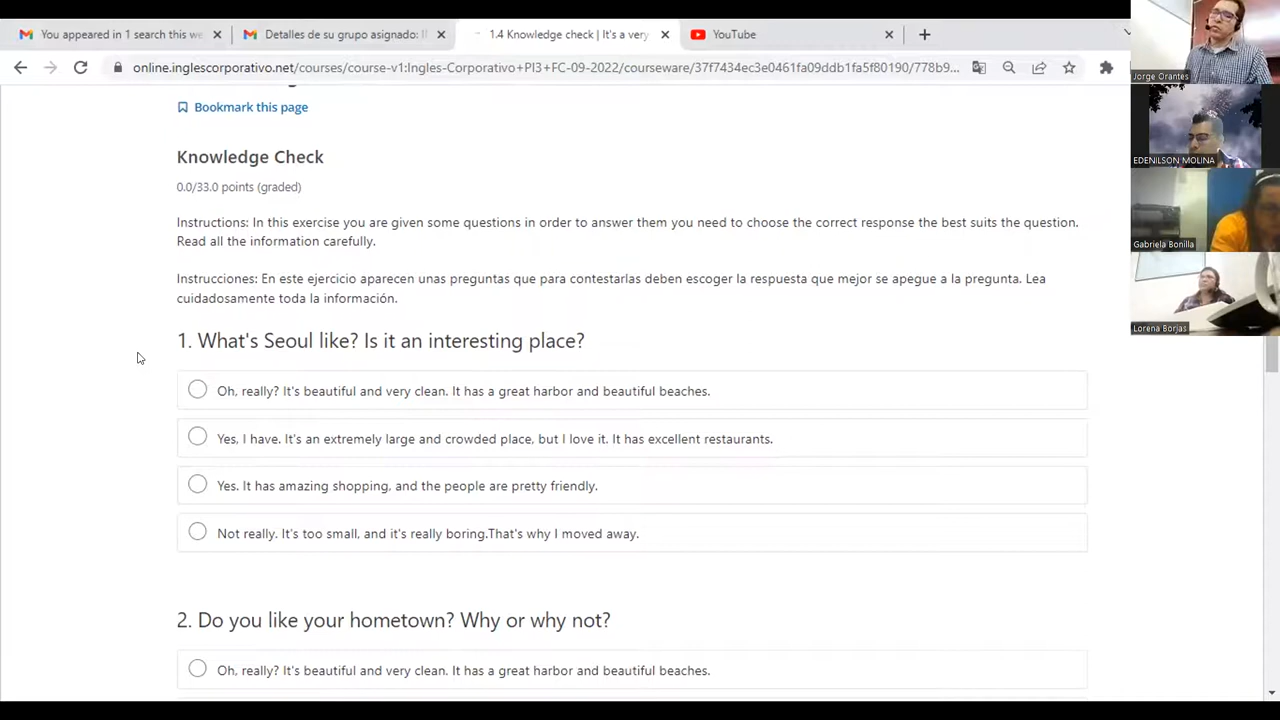 You appeared in 1 search this we
Detalles de su grupo asignado: I
1.4 Knowledge check | It's a very
YouTube
online.inglescorporativo.net/courses/course-v1:Ingles-Corporativo+PI3+FC-09-2022/courseware/37f7434ec3e0461fa09ddb1fa5f80190/778b9...
Bookmark this page
Knowledge Check
0.0/33.0 points (graded)
Instructions: In this exercise you are given some questions in order to answer them you need to choose the correct response the best suits the question.
Read all the information carefully.
Instrucciones: En este ejercicio aparecen unas preguntas que para contestarlas deben escoger la respuesta que mejor se apegue a la pregunta. Lea
cuidadosamente toda la información.
1. What's Seoul like? Is it an interesting place?
Oh, really? It's beautiful and very clean. It has a great harbor and beautiful beaches.
Yes, I have. It's an extremely large and crowded place, but I love it. It has excellent restaurants.
Yes. It has amazing shopping, and the people are pretty friendly.
Not really. It's too small, and it's really boring.That's why I moved away.
2. Do you like your hometown? Why or why not?
Oh, really? It's beautiful and very clean. It has a great harbor and beautiful beaches.
Jorge Orantes
EDENILSON MOLINA
Gabriela Bonilla
Lorena Borjas